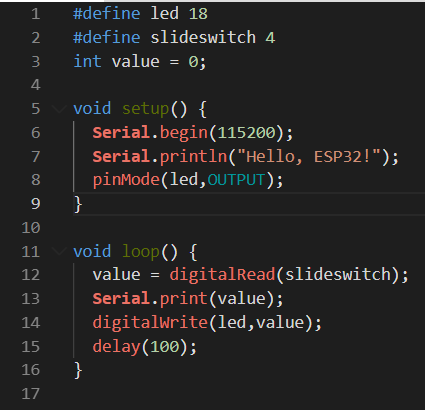 1 #define led 18
2 #define slideswitch 4
3 int value = 0;
4
5 void setup() {
6   Serial.begin(115200);
7   Serial.println("Hello, ESP32!");
8   pinMode(led,OUTPUT);
9 }
10
11 void loop() {
12   value = digitalRead(slideswitch);
13   Serial.print(value);
14   digitalWrite(led,value);
15   delay(100);
16 }
17